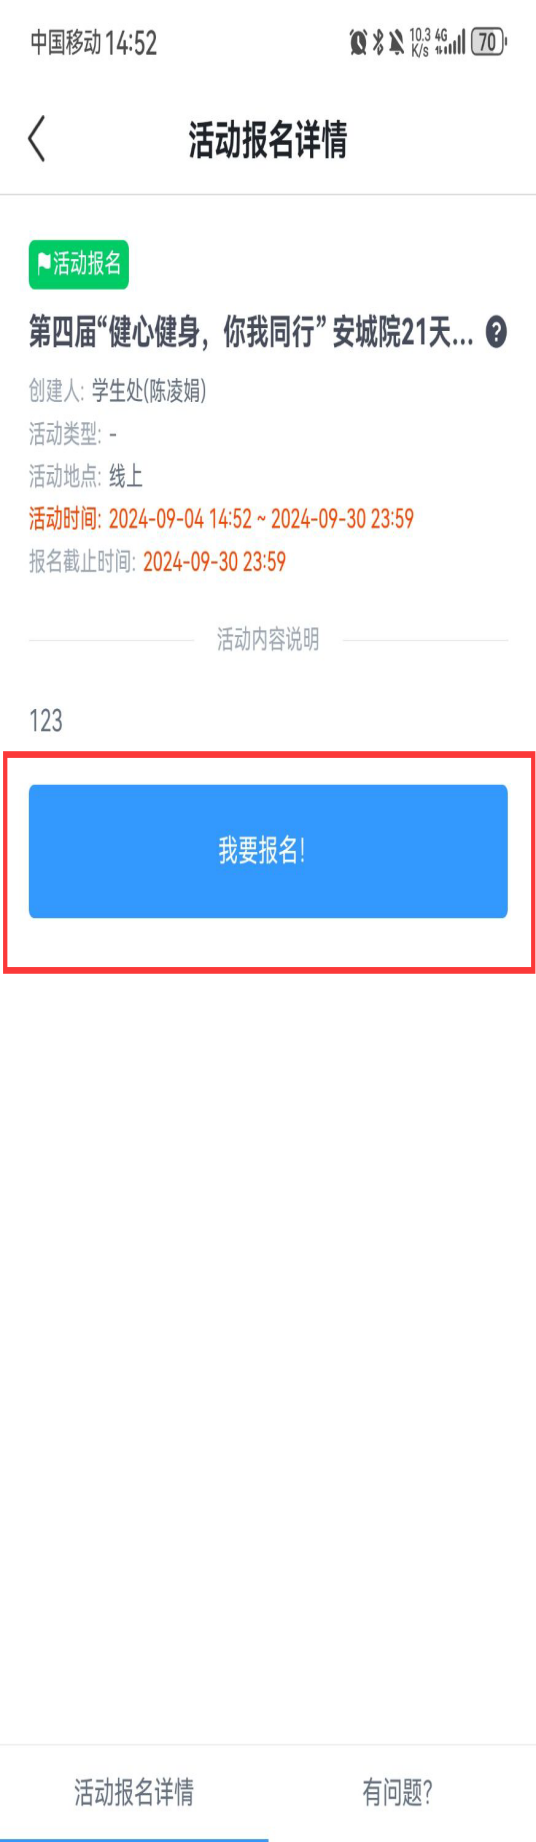 中国移动 14:52 10.3 K/s 4G 70
活动报名详情
活动报名
第四届“健心健身，你我同行” 安城院21天... ?
创建人: 学生处(陈凌娟)
活动类型: -
活动地点: 线上
活动时间: 2024-09-04 14:52 ~ 2024-09-30 23:59
报名截止时间: 2024-09-30 23:59
活动内容说明
123
我要报名!
活动报名详情 有问题?